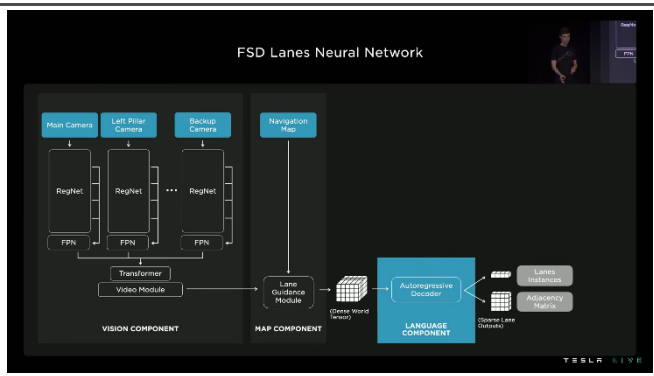 FSD Lanes Neural Network
RegNet
FPN
Main Camera
Left Pillar
Camera
Backup
Camera
Navigation
Map
RegNet
RegNet
...
RegNet
FPN
FPN
FPN
Transformer
Video Module
Lane
Guidance
Module
(Dense World
Tensor)
Autoregressive
Decoder
Lanes
Instances
Adjacency
Matrix
(Sparse Lane
Outputs)
VISION COMPONENT
MAP COMPONENT
LANGUAGE
COMPONENT
TESLA LIVE